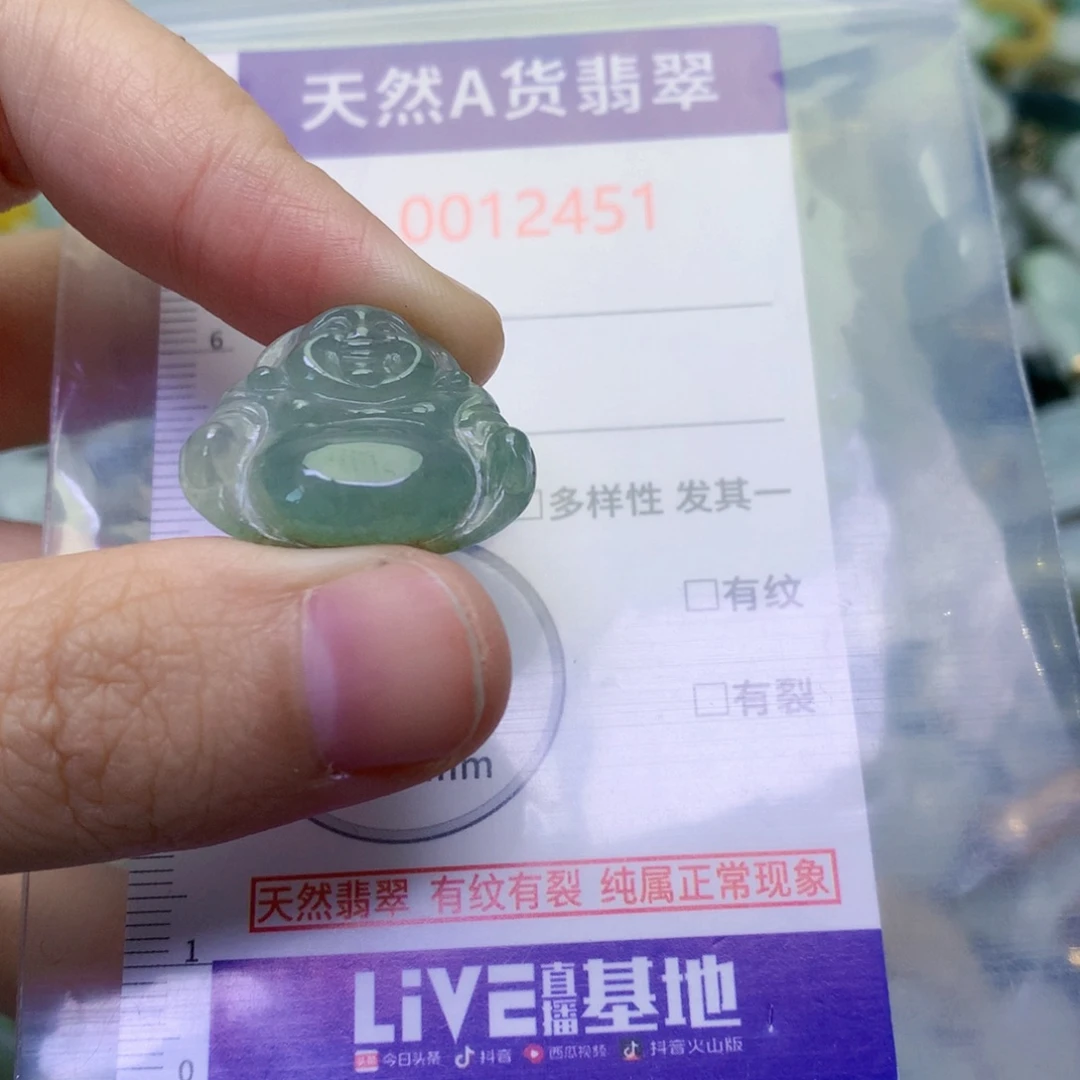 天然A货翡翠
0012451
6
□多样性 发其一
□有纹
□有裂
mm
天然翡翠 有纹有裂 纯属正常现象
1
LiVE直播基地
头条 今日头条 抖音 西瓜视频 抖音火山版
0